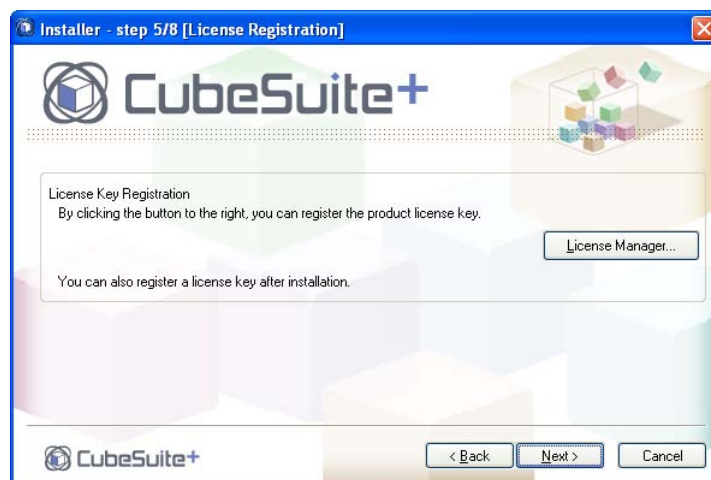 Installer - step 5/8 [License Registration]
CubeSuite+
License Key Registration
By clicking the button to the right, you can register the product license key.
License Manager...
You can also register a license key after installation.
CubeSuite+
< Back
Next >
Cancel